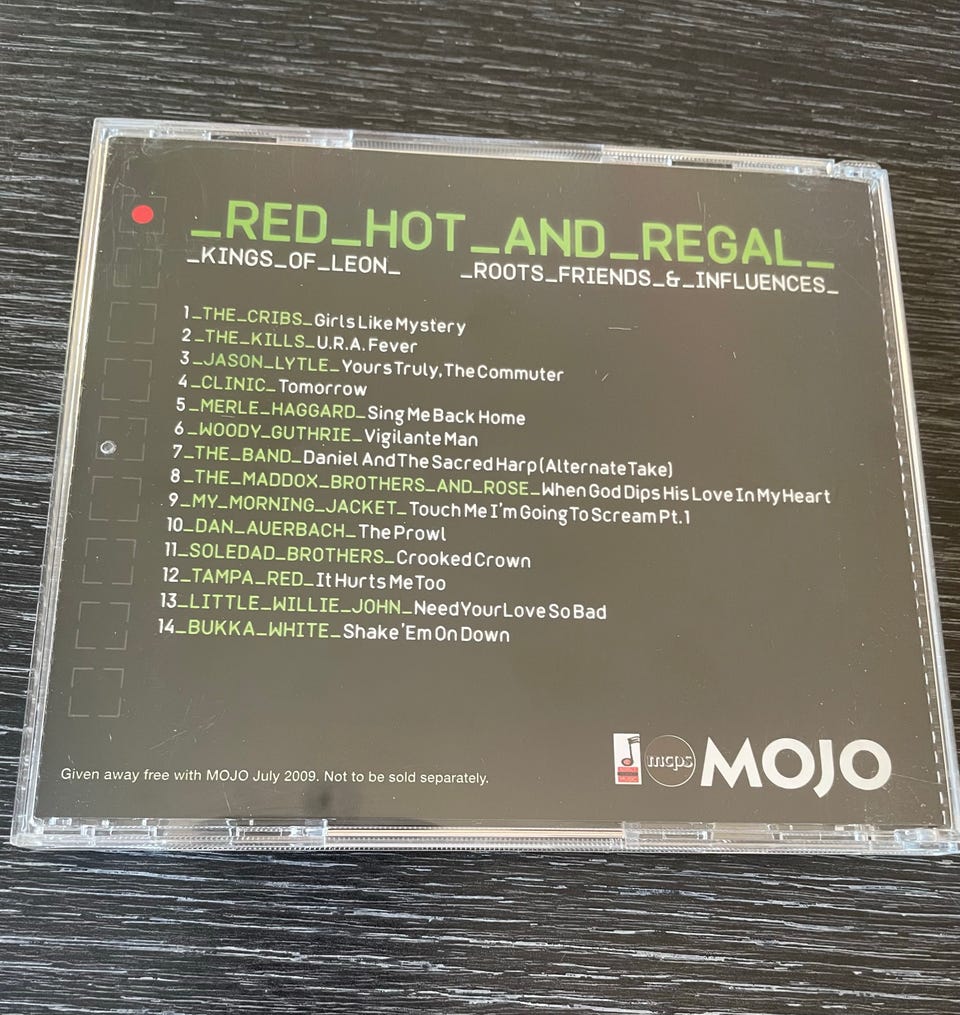 _RED_HOT_AND_REGAL_
_KINGS_OF_LEON_ _ROOTS_FRIENDS_&_INFLUENCES_
1_THE_CRIBS_Girls Like Mystery
2_THE_KILLS_U.R.A. Fever
3_JASON_LYTLE_Yours Truly, The Commuter
4_CLINIC_Tomorrow
5_MERLE_HAGGARD_Sing Me Back Home
6_WOODY_GUTHRIE_Vigilante Man
7_THE_BAND_Daniel And The Sacred Harp (Alternate Take)
8_THE_MADDOX_BROTHERS_AND_ROSE_When God Dips His Love In My Heart
9_MY_MORNING_JACKET_Touch Me I'm Going To Scream Pt.1
10_DAN_AUERBACH_The Prowl
11_SOLEDAD_BROTHERS_Crooked Crown
12_TAMPA_RED_It Hurts Me Too
13_LITTLE_WILLIE_JOHN_Need Your Love So Bad
14_BUKKA_WHITE_Shake 'Em On Down
mcps MOJO
Given away free with MOJO July 2009. Not to be sold separately.